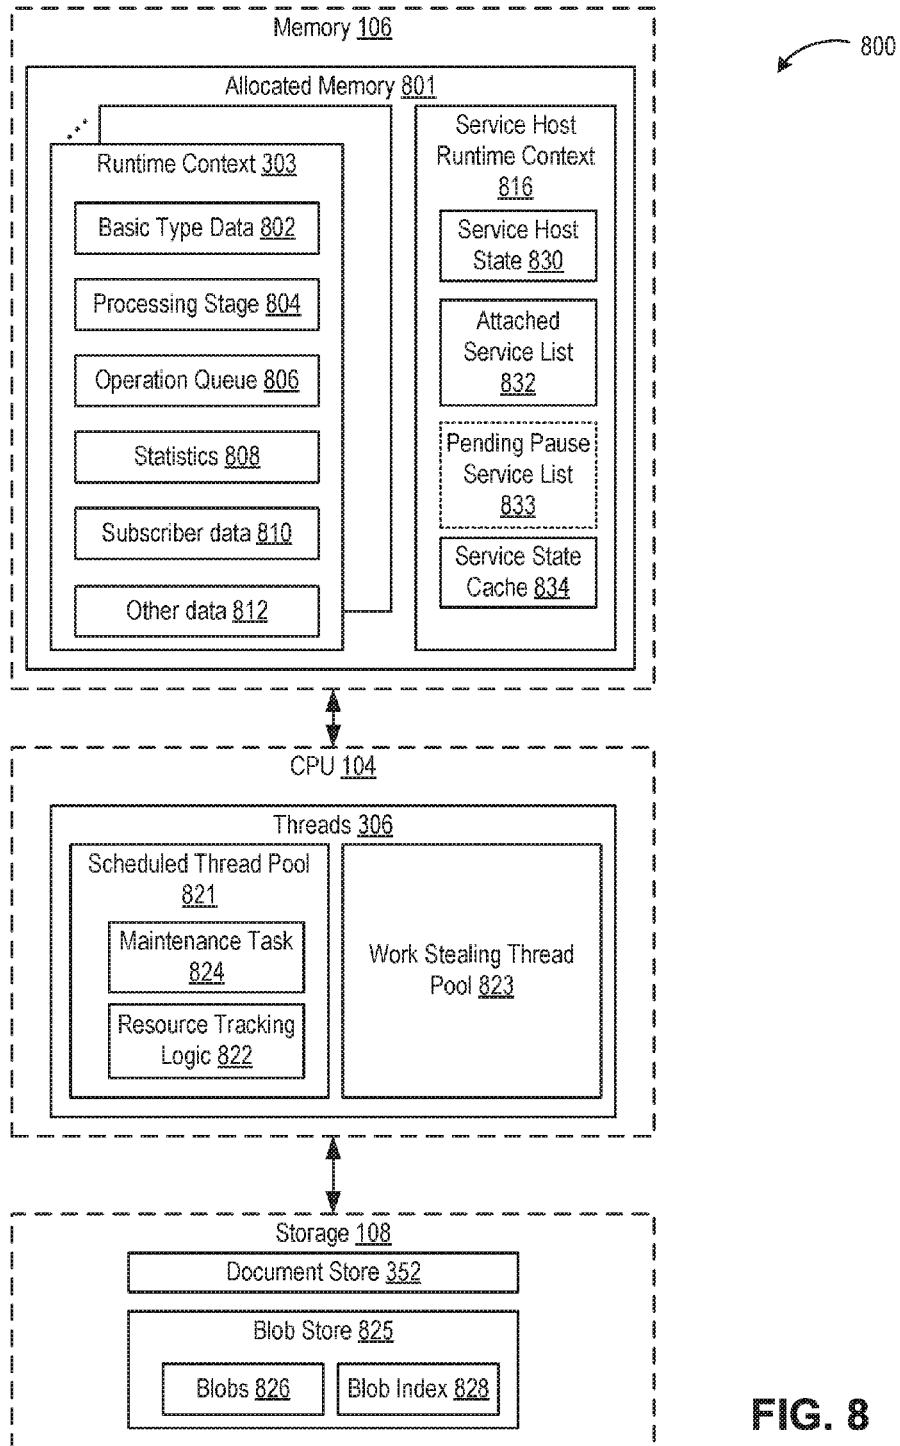 Memory 106
800
Allocated Memory 801
Runtime Context 303
Basic Type Data 802
Processing Stage 804
Operation Queue 806
Statistics 808
Subscriber data 810
Other data 812
Service Host
Runtime Context
816
Service Host
State 830
Attached
Service List
832
Pending Pause
Service List
833
Service State
Cache 834
CPU 104
Threads 306
Scheduled Thread Pool
821
Maintenance Task
824
Resource Tracking
Logic 822
Work Stealing Thread
Pool 823
Storage 108
Document Store 352
Blob Store 825
Blobs 826
Blob Index 828
FIG. 8